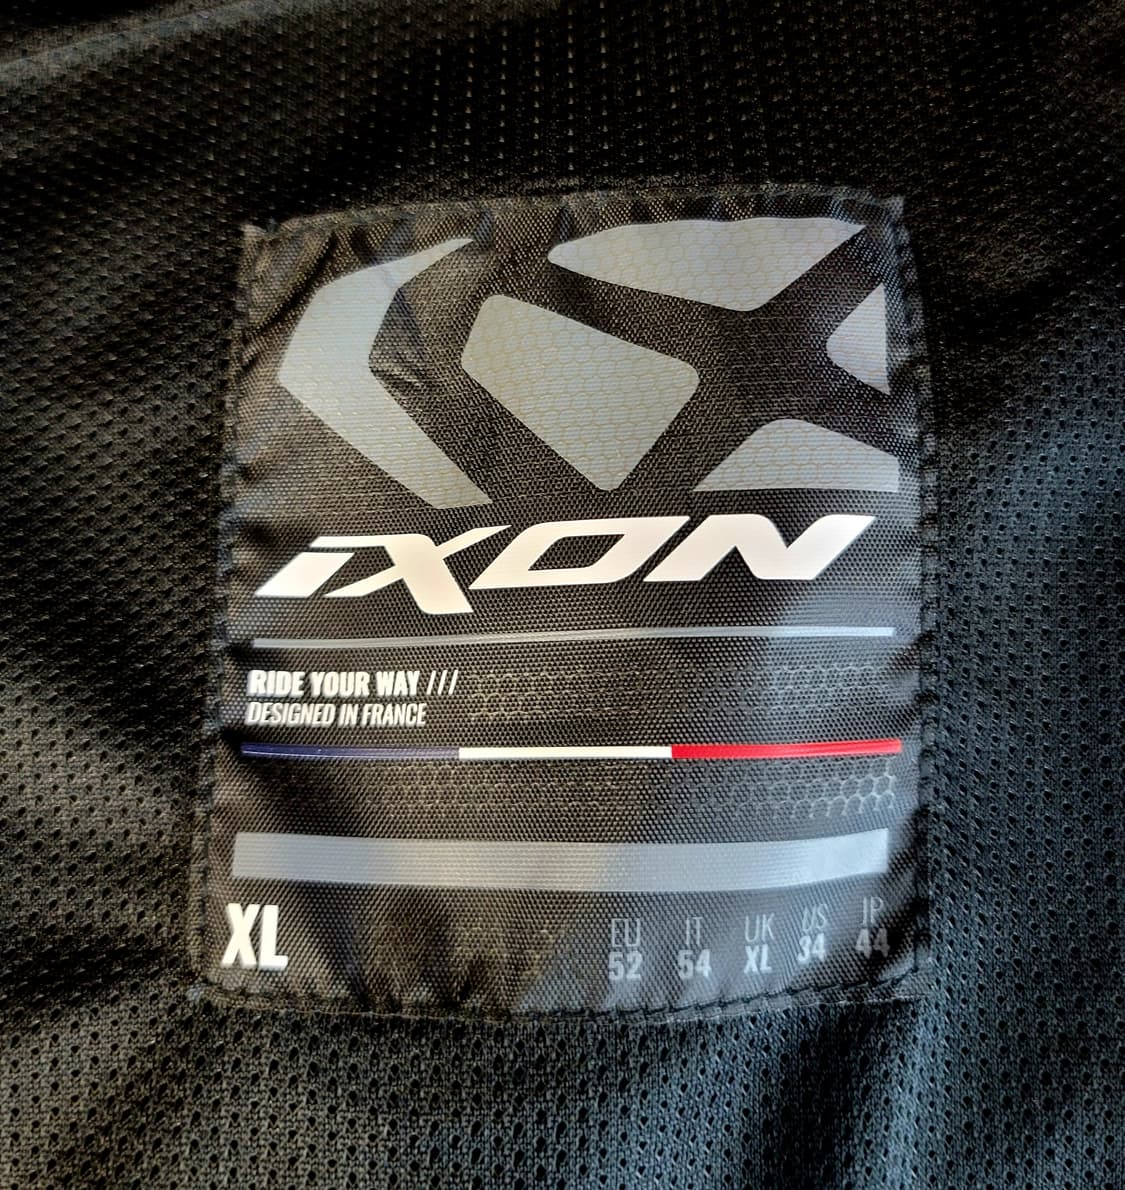 iXON
RIDE YOUR WAY ///
DESIGNED IN FRANCE
XL
EU IT UK US JP
52 54 XL 34 44